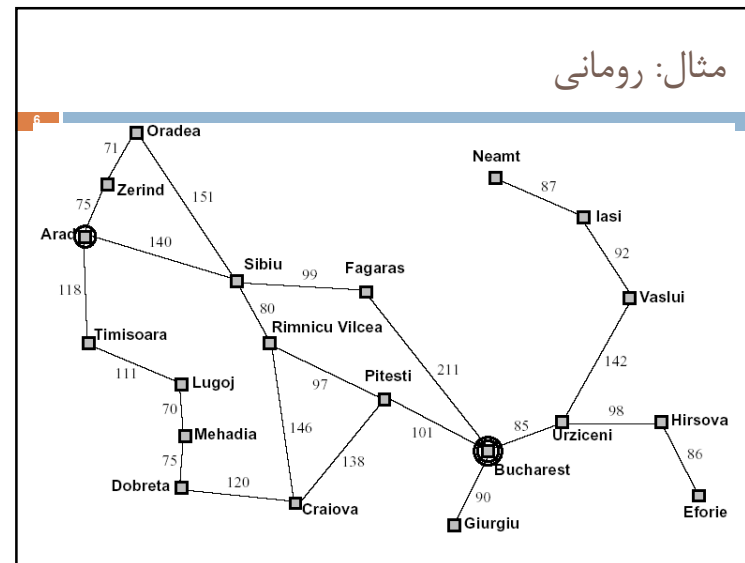 مثال: رومانی
6
Oradea
71
Neamt
Zerind
87
151
75
Iasi
Arad
140
Sibiu
Fagaras
92
99
118
80
Vaslui
Timisoara
Rimnicu Vilcea
142
111
Lugoj
97
Pitesti
211
70
Mehadia
146
101
85
Urziceni
98
Hirsova
75
138
Bucharest
86
Dobreta
120
Craiova
90
Giurgiu
Eforie